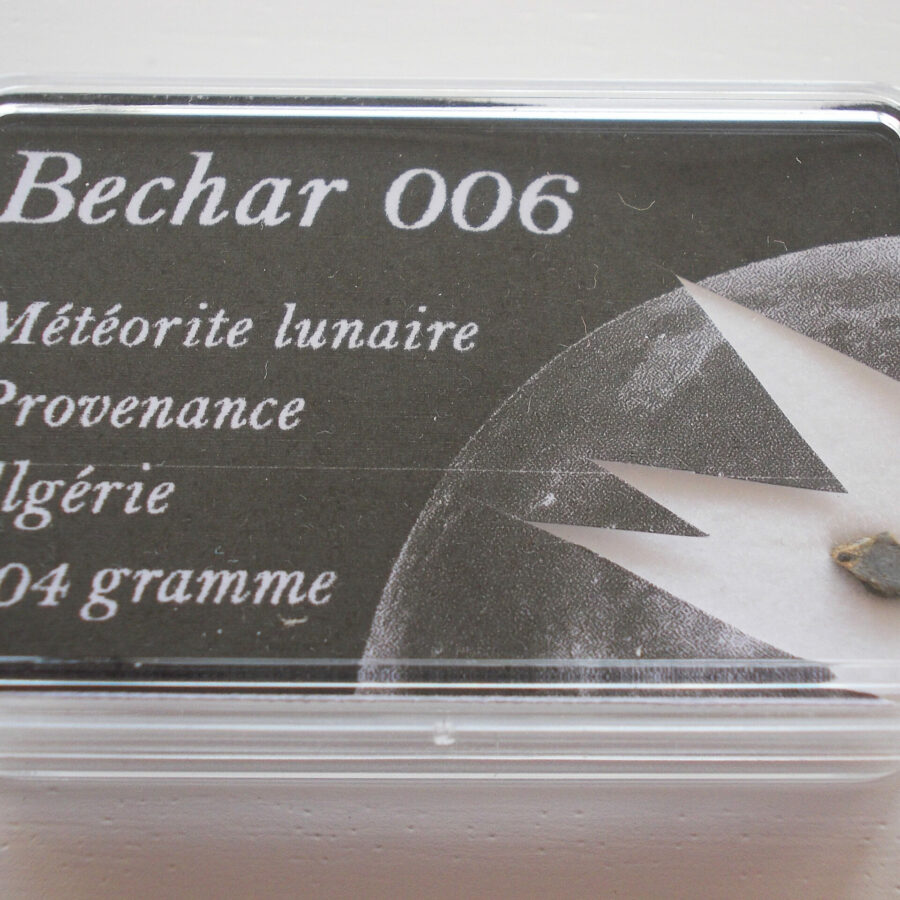 Bechar 006
Météorite lunaire
Provenance
lgérie
04 gramme